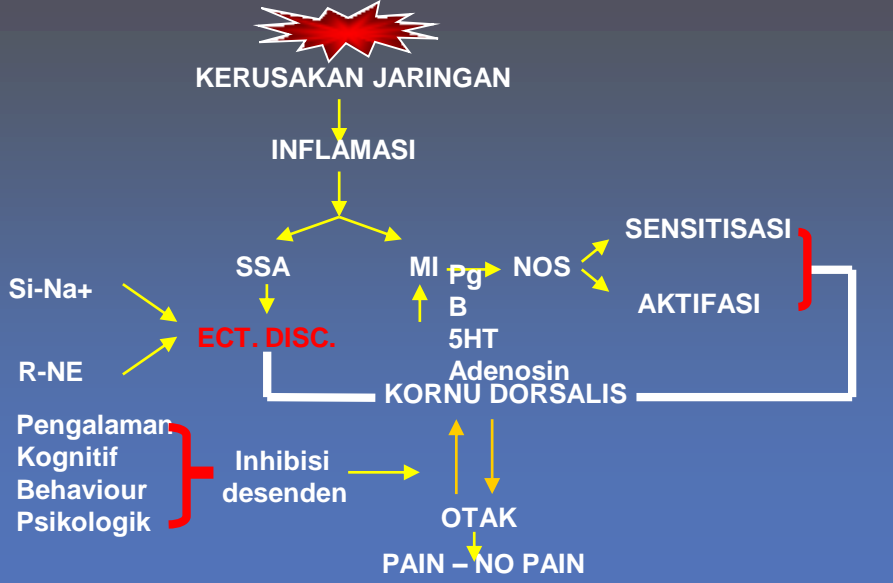 KERUSAKAN JARINGAN
INFLAMASI
SENSITISASI
SSA
MI
Pg
NOS
Si-Na+
B
AKTIFASI
ECT. DISC.
5HT
R-NE
Adenosin
KORNU DORSALIS
Pengalaman
Kognitif
Behaviour
Psikologik
Inhibisi
desenden
OTAK
PAIN – NO PAIN